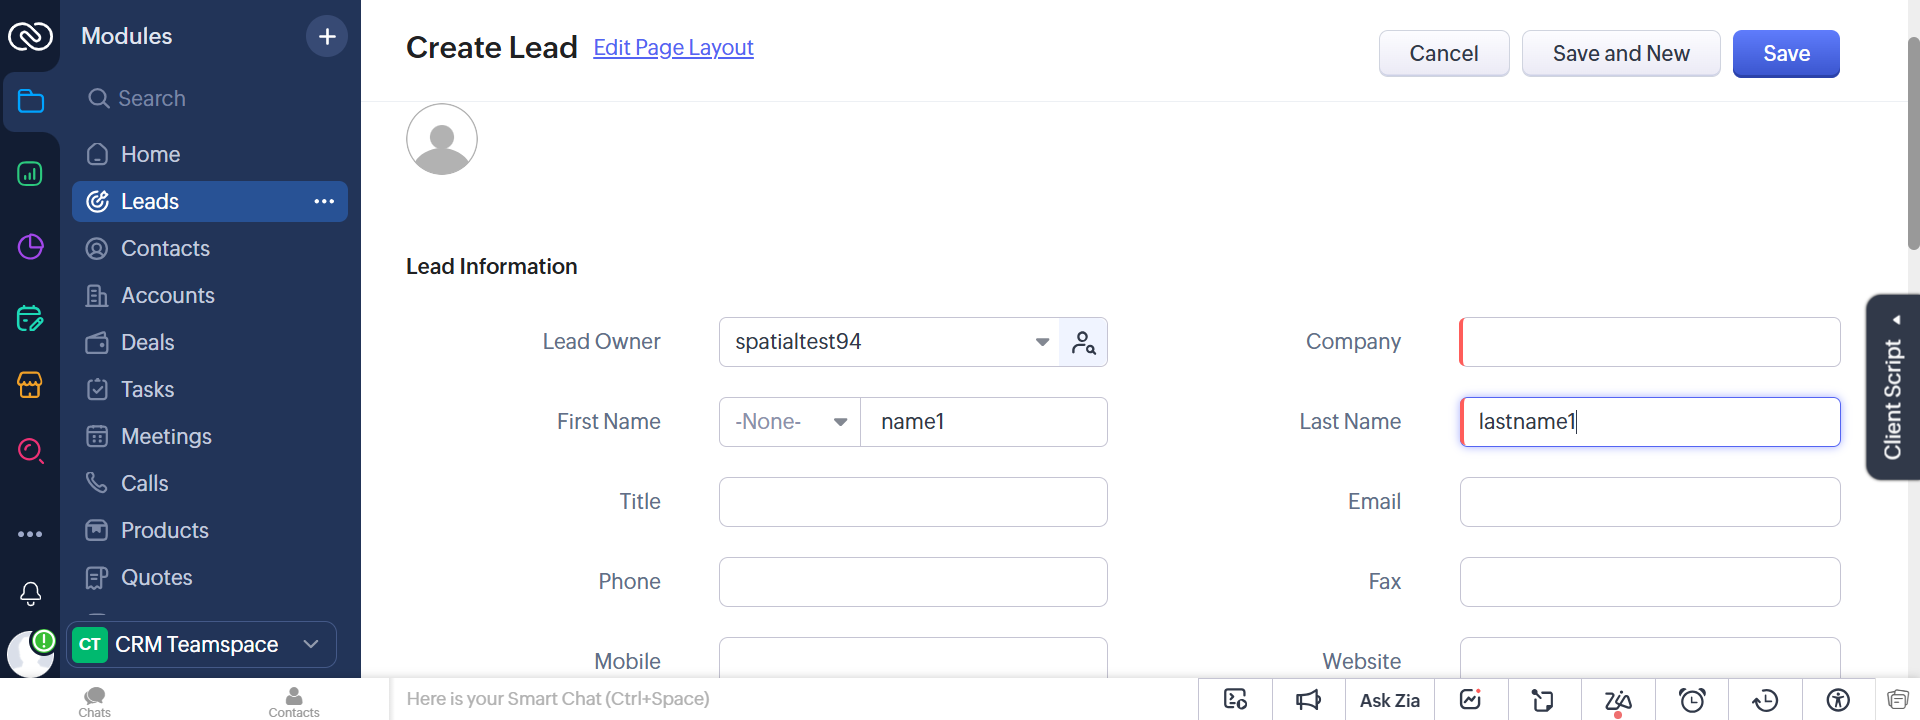 Modules
Create Lead
Edit Page Layout
Cancel
Save and New
Save
Search
Home
Leads
Contacts
Accounts
Deals
Tasks
Meetings
Calls
Products
Quotes
CT
CRM Teamspace
Lead Information
Lead Owner
spatialtest94
Company
First Name
-None-
name1
Last Name
lastname1
Title
Email
Phone
Fax
Mobile
Website
Client Script
Chats
Contacts
Here is your Smart Chat (Ctrl+Space)
Ask Zia